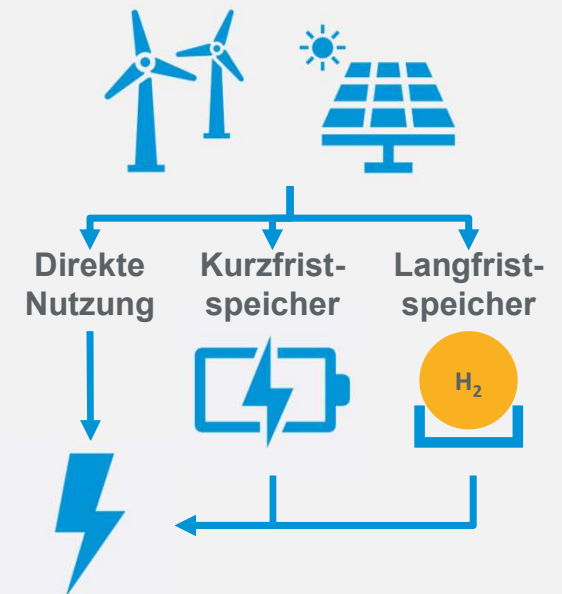 Direkte
Nutzung
Kurzfrist-
speicher
Langfrist-
speicher
H₂